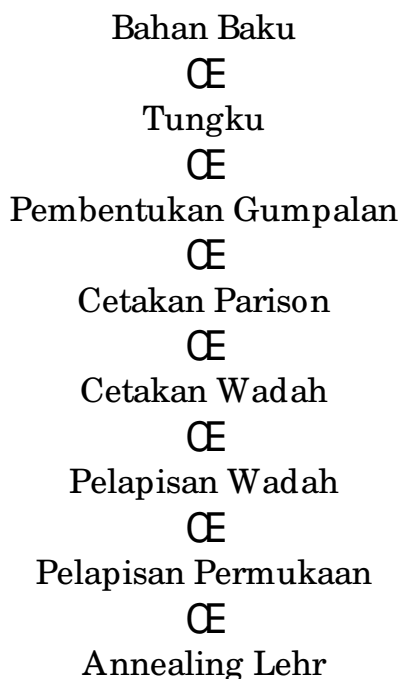 Bahan Baku
Œ
Tungku
Œ
Pembentukan Gumpalan
Œ
Cetakan Parison
Œ
Cetakan Wadah
Œ
Pelapisan Wadah
Œ
Pelapisan Permukaan
Œ
Annealing Lehr